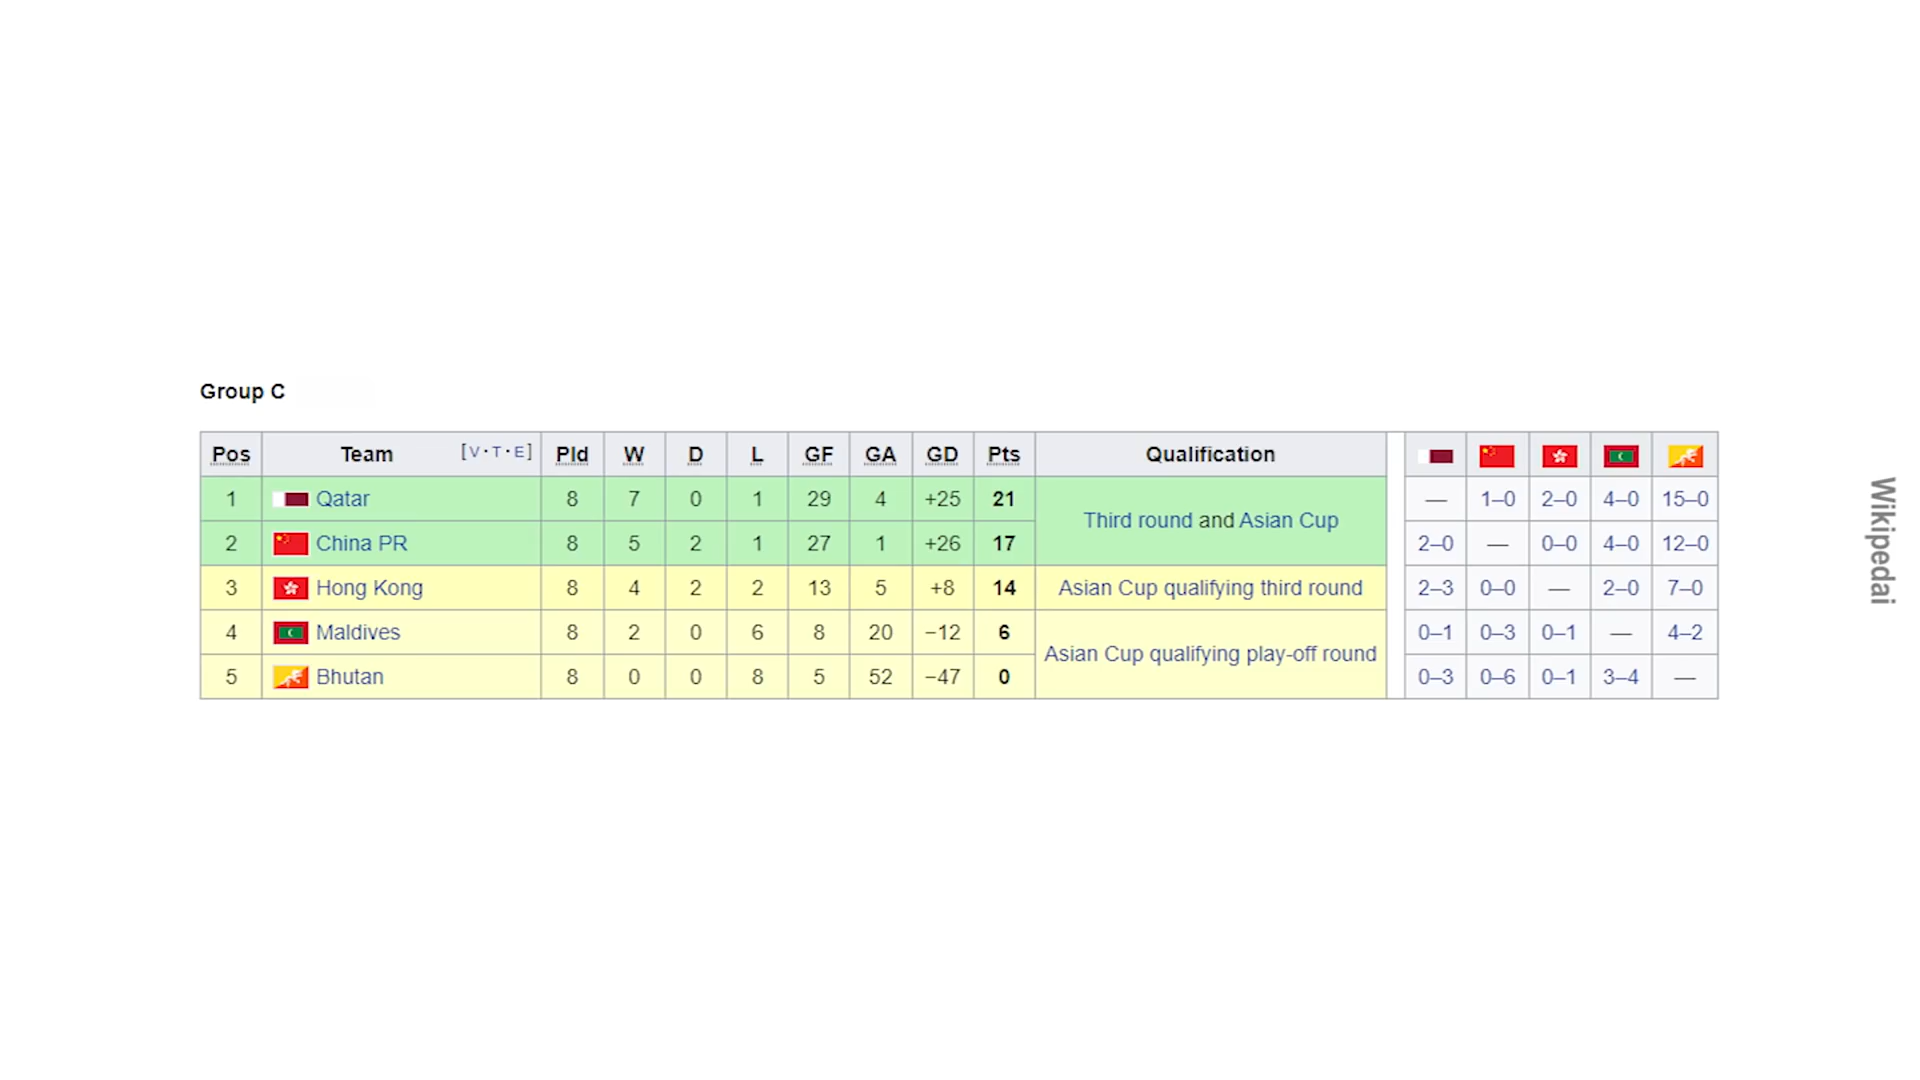 Group C
Pos Team [V·T·E] Pld W D L GF GA GD Pts Qualification
1 Qatar 8 7 0 1 29 4 +25 21 Third round and Asian Cup — 1–0 2–0 4–0 15–0
2 China PR 8 5 2 1 27 1 +26 17 2–0 — 0–0 4–0 12–0
3 Hong Kong 8 4 2 2 13 5 +8 14 Asian Cup qualifying third round 2–3 0–0 — 2–0 7–0
4 Maldives 8 2 0 6 8 20 −12 6 Asian Cup qualifying play-off round 0–1 0–3 0–1 — 4–2
5 Bhutan 8 0 0 8 5 52 −47 0 0–3 0–6 0–1 3–4 —
Wikipedai